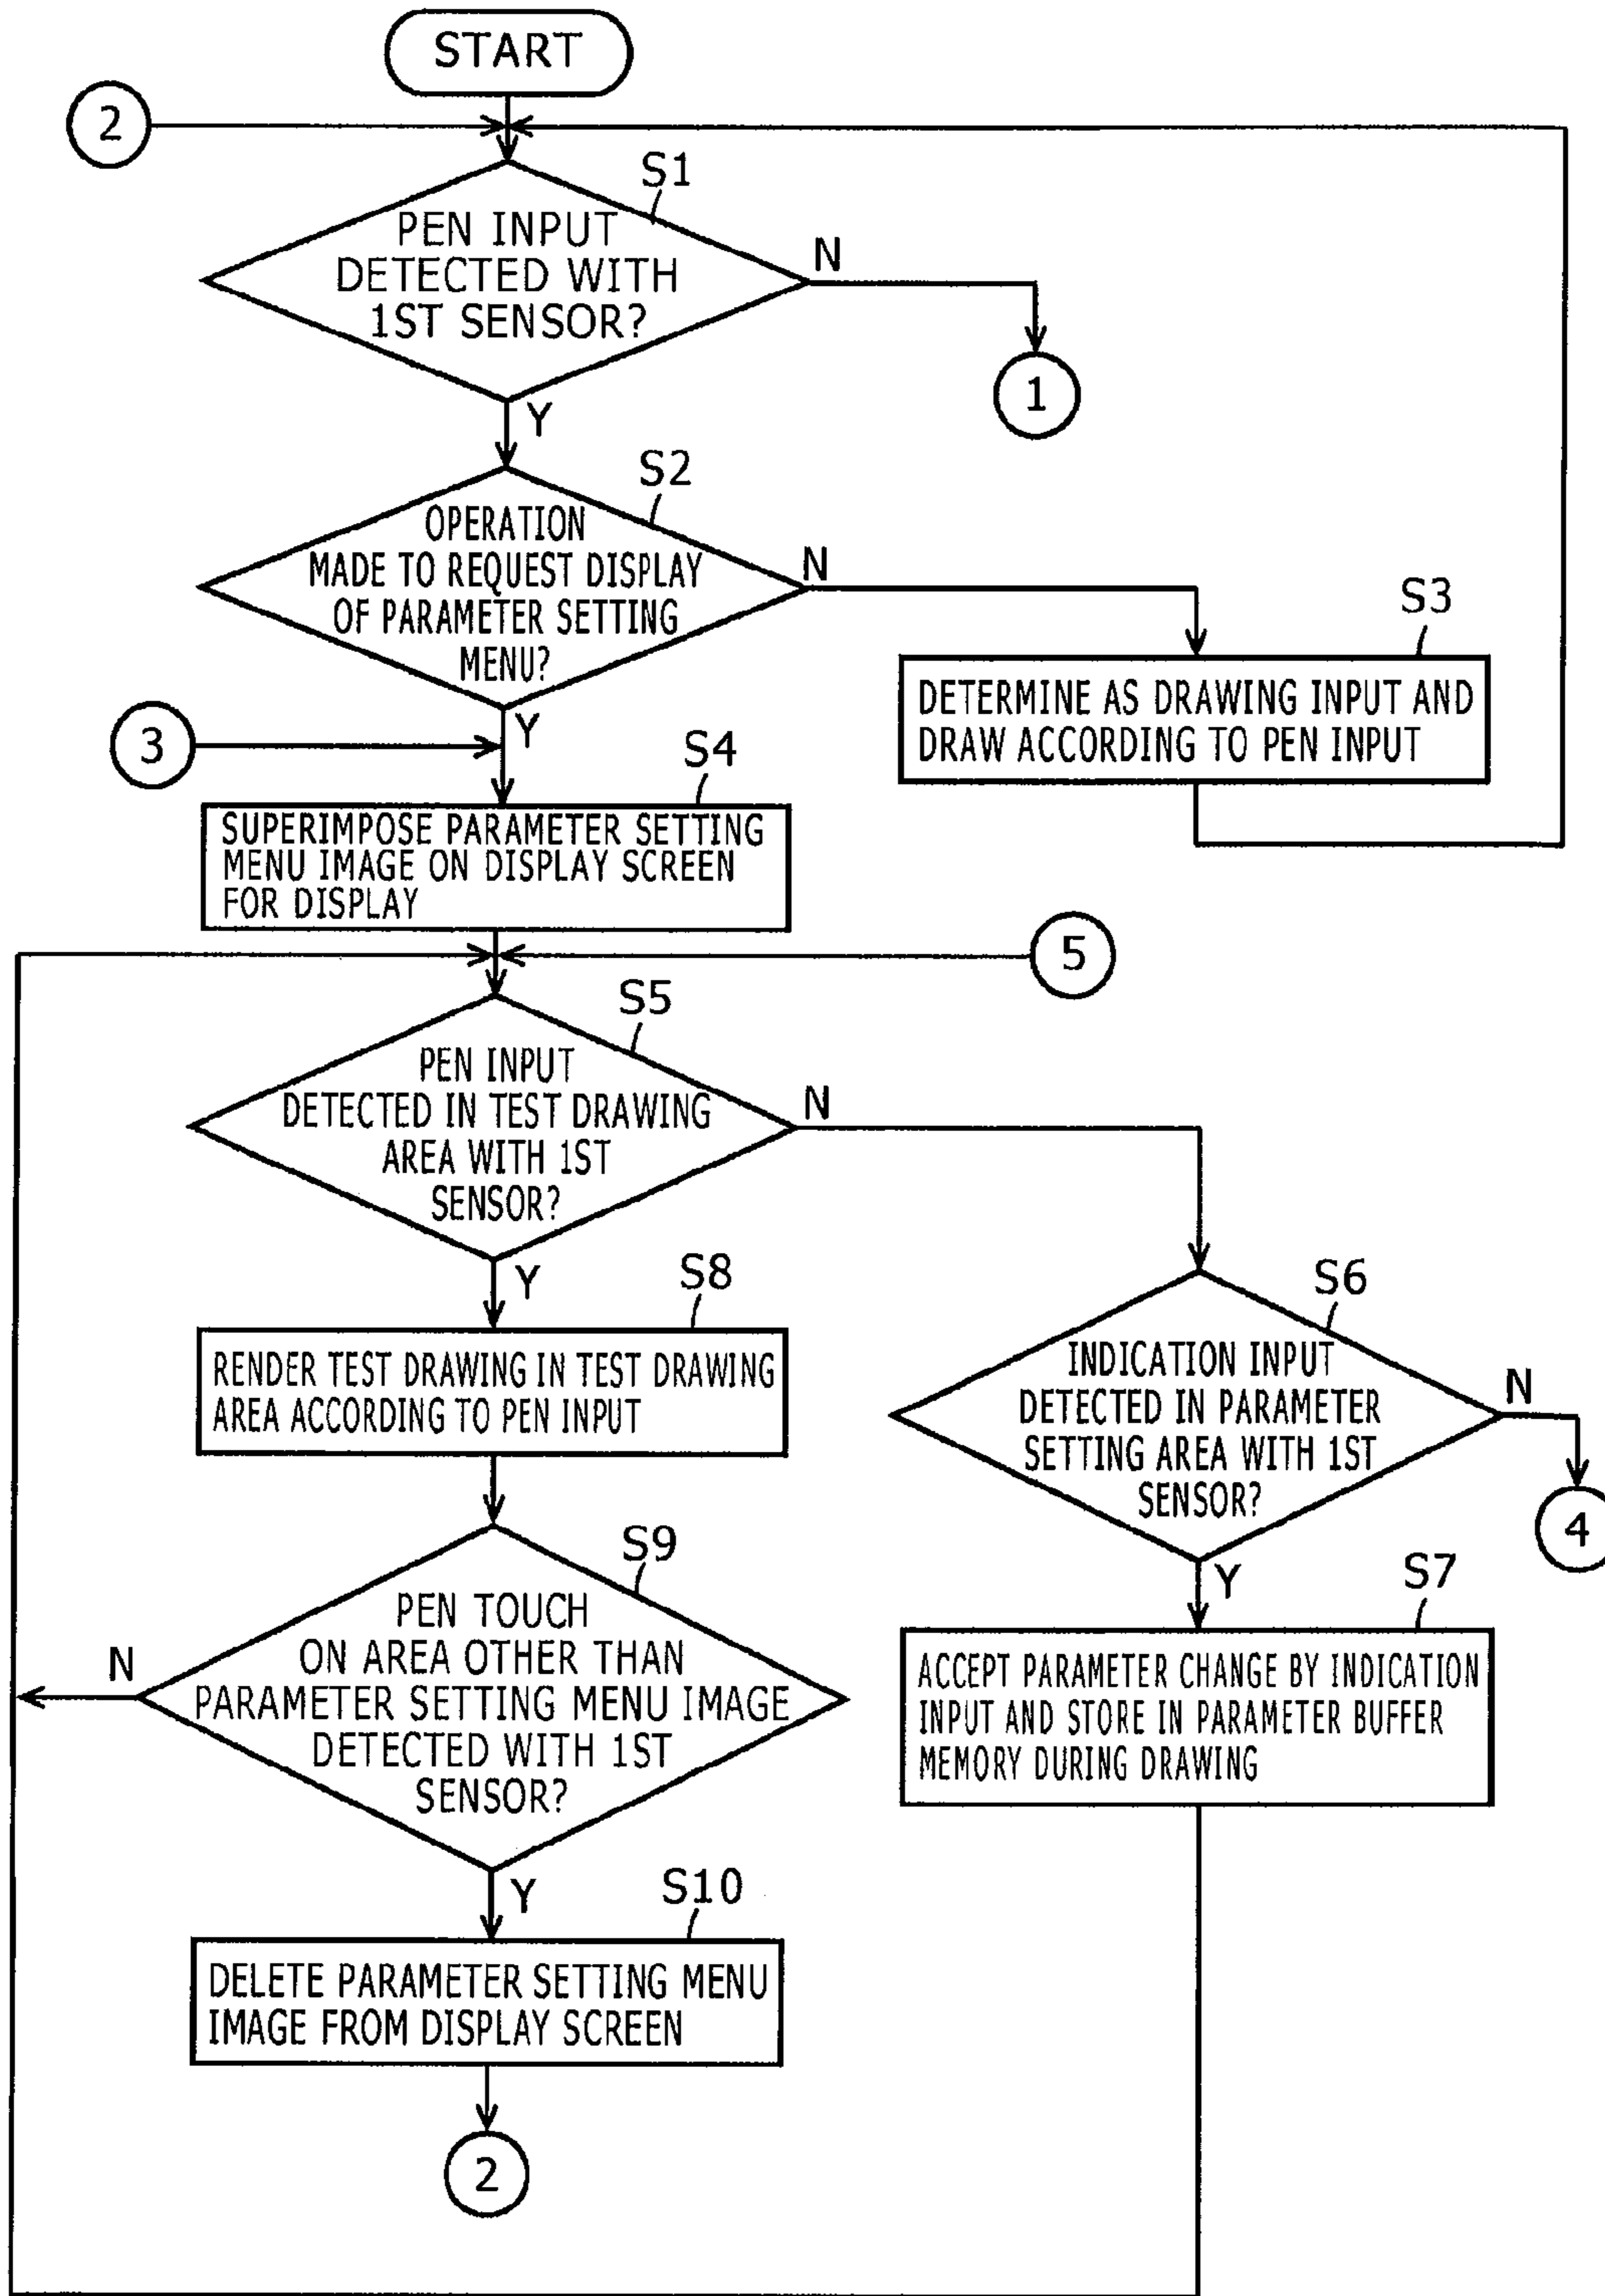 START
2
S1
PEN INPUT
DETECTED WITH
1ST SENSOR?
N
1
Y
S2
OPERATION
MADE TO REQUEST DISPLAY
OF PARAMETER SETTING
MENU?
N
S3
DETERMINE AS DRAWING INPUT AND
DRAW ACCORDING TO PEN INPUT
Y
3
S4
SUPERIMPOSE PARAMETER SETTING
MENU IMAGE ON DISPLAY SCREEN
FOR DISPLAY
5
S5
PEN INPUT
DETECTED IN TEST DRAWING
AREA WITH 1ST
SENSOR?
N
Y
S8
RENDER TEST DRAWING IN TEST DRAWING
AREA ACCORDING TO PEN INPUT
S6
INDICATION INPUT
DETECTED IN PARAMETER
SETTING AREA WITH 1ST
SENSOR?
N
4
Y
S7
ACCEPT PARAMETER CHANGE BY INDICATION
INPUT AND STORE IN PARAMETER BUFFER
MEMORY DURING DRAWING
S9
PEN TOUCH
ON AREA OTHER THAN
PARAMETER SETTING MENU IMAGE
DETECTED WITH 1ST
SENSOR?
N
Y
S10
DELETE PARAMETER SETTING MENU
IMAGE FROM DISPLAY SCREEN
2